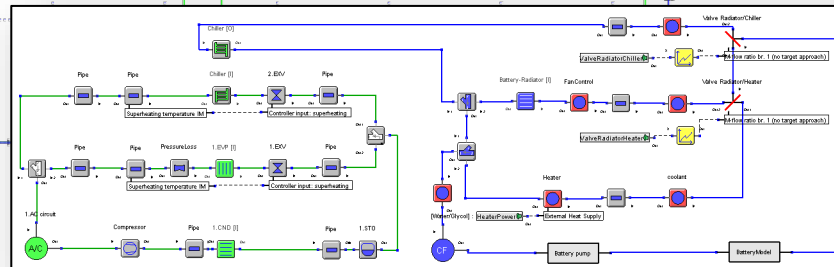 Valve Radiator/Chiller
Chiller [O]
ValveRadiatorChiller
M-flow ratio br. 1 (no target approach)
Pipe
Pipe
Chiller [I]
2.EXV
Pipe
Battery-Radiator [I]
FanControl
Valve Radiator/Heater
Superheating temperature IM
Controller input: superheating
M-flow ratio br. 1 (no target approach)
ValveRadiatorHeater
Pipe
Pipe
PressureLoss
1.EVP [I]
1.EXV
Pipe
Superheating temperature IM
Controller input: superheating
Heater
coolant
1.AC circuit
[Water/Glycol] :
HeaterPower
External Heat Supply
Compressor
Pipe
1.CND [I]
Pipe
1.STO
A/C
CF
Battery pump
BatteryModel